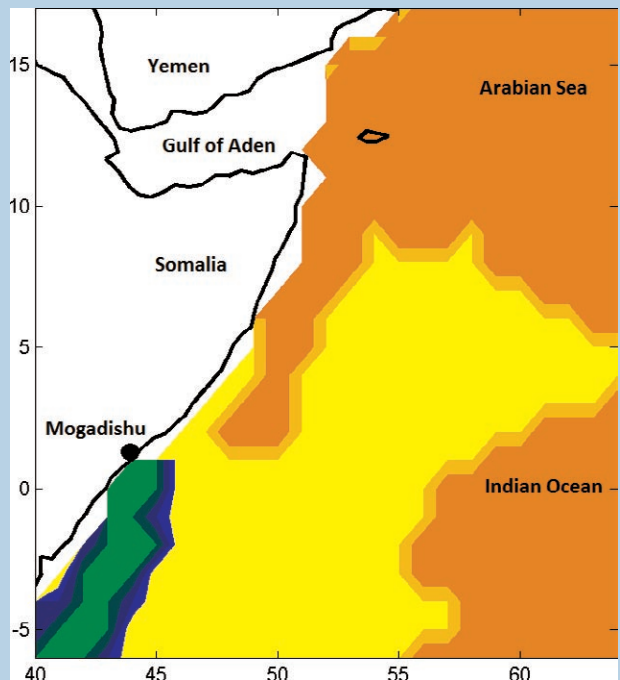 15
Yemen
Arabian Sea
Gulf of Aden
10
Somalia
5
Mogadishu
0
Indian Ocean
-5
40 45 50 55 60